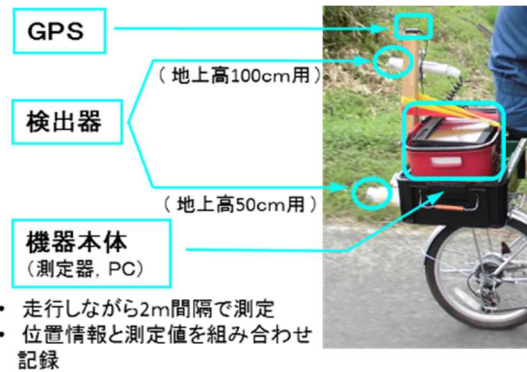 GPS
(地上高100cm用)
検出器
(地上高50cm用)
機器本体
(測定器, PC)
• 走行しながら2m間隔で測定
• 位置情報と測定値を組み合わせ
記録